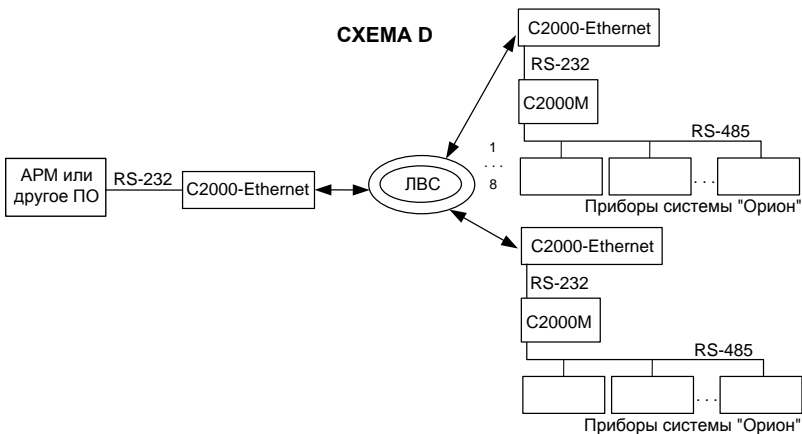 СХЕМА D
АРМ или
другое ПО
RS-232
С2000-Ethernet
ЛВС
1
...
8
С2000-Ethernet
RS-232
С2000М
RS-485
...
Приборы системы "Орион"
С2000-Ethernet
RS-232
С2000М
RS-485
...
Приборы системы "Орион"